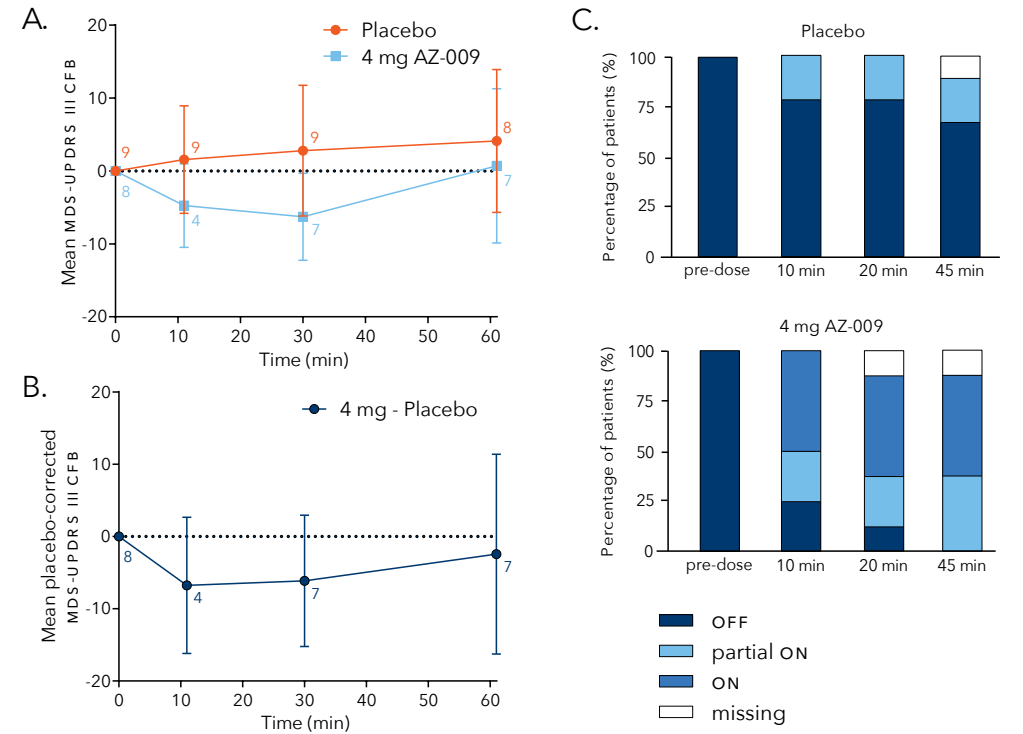 A.
Placebo
4 mg AZ-009
Mean MDS-UPDRS III CFB
20
10
0
-10
-20
9
9
9
8
8
4
7
7
0
10
20
30
40
50
60
Time (min)
B.
4 mg - Placebo
Mean placebo-corrected
MDS-UPDRS III CFB
20
10
0
-10
-20
8
4
7
7
0
10
20
30
40
50
60
Time (min)
C.
Placebo
Percentage of patients (%)
100
75
50
25
0
pre-dose
10 min
20 min
45 min
4 mg AZ-009
Percentage of patients (%)
100
75
50
25
0
pre-dose
10 min
20 min
45 min
OFF
partial ON
ON
missing